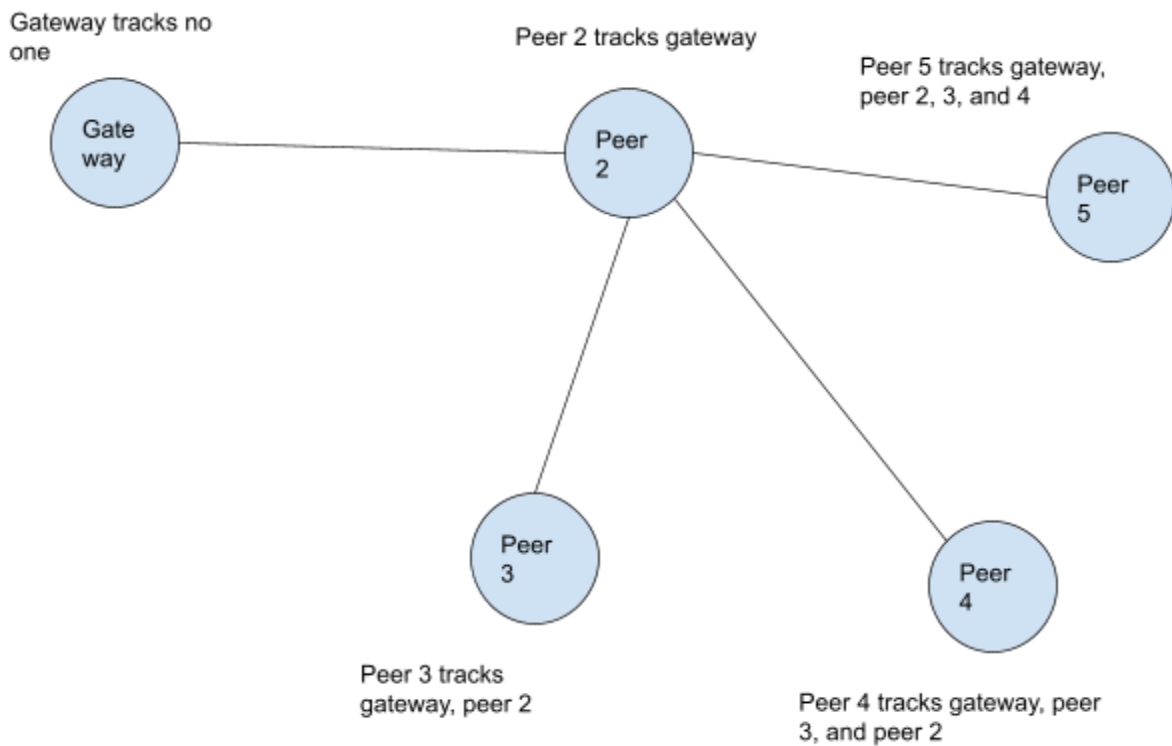 Gateway tracks no
one
Peer 2 tracks gateway
Peer 5 tracks gateway,
peer 2, 3, and 4
Gate
way
Peer
2
Peer
5
Peer
3
Peer
4
Peer 3 tracks
gateway, peer 2
Peer 4 tracks gateway, peer
3, and peer 2